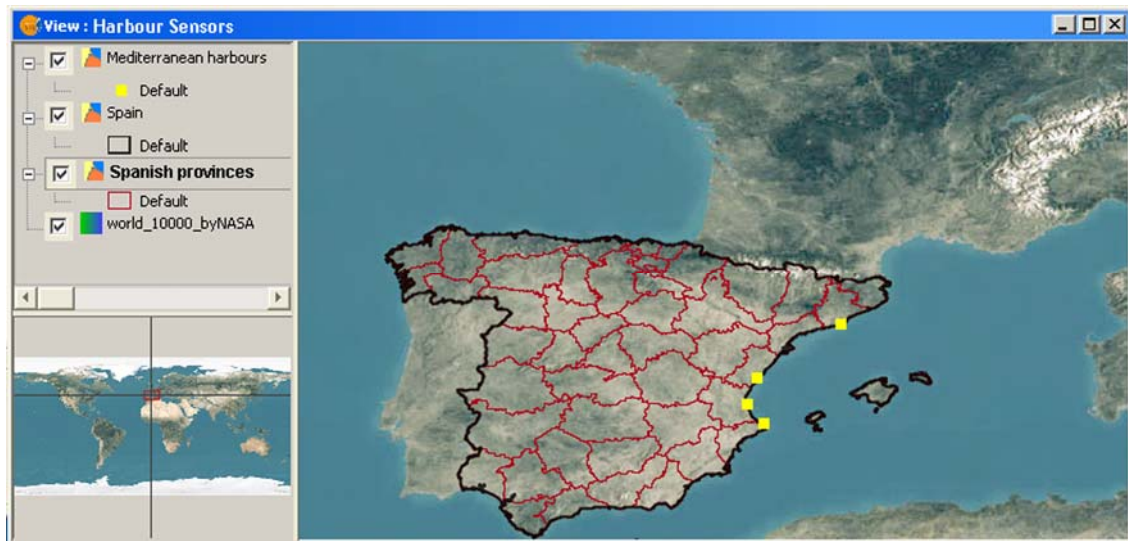 View : Harbour Sensors
Mediterranean harbours
Default
Spain
Default
Spanish provinces
Default
world_10000_byNASA